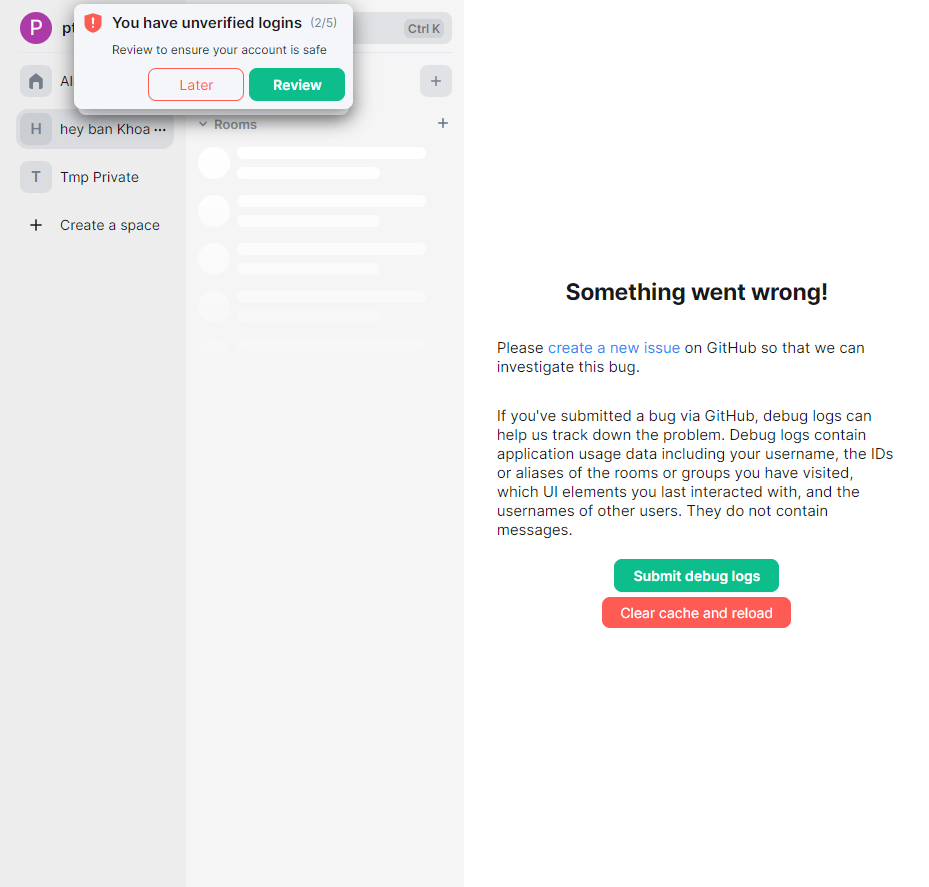 P
You have unverified logins (2/5)
Review to ensure your account is safe
Later
Review
Ctrl K
H
hey ban Khoa
T
Tmp Private
Create a space
Rooms
Something went wrong!
Please create a new issue on GitHub so that we can
investigate this bug.
If you've submitted a bug via GitHub, debug logs can
help us track down the problem. Debug logs contain
application usage data including your username, the IDs
or aliases of the rooms or groups you have visited,
which UI elements you last interacted with, and the
usernames of other users. They do not contain
messages.
Submit debug logs
Clear cache and reload